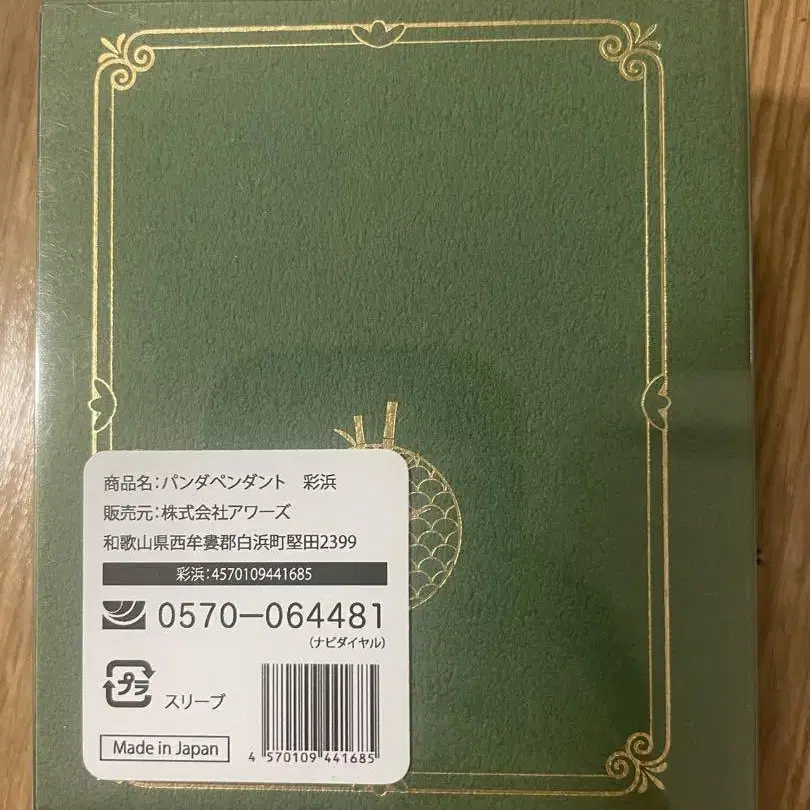 商品名：パンダペンダント　彩浜
販売元：株式会社アワーズ
和歌山県西牟婁郡白浜町堅田2399
彩浜：4570109441685
0570-064481
(ナビダイヤル)
プラ
スリーブ
Made in Japan
4 570109 441685